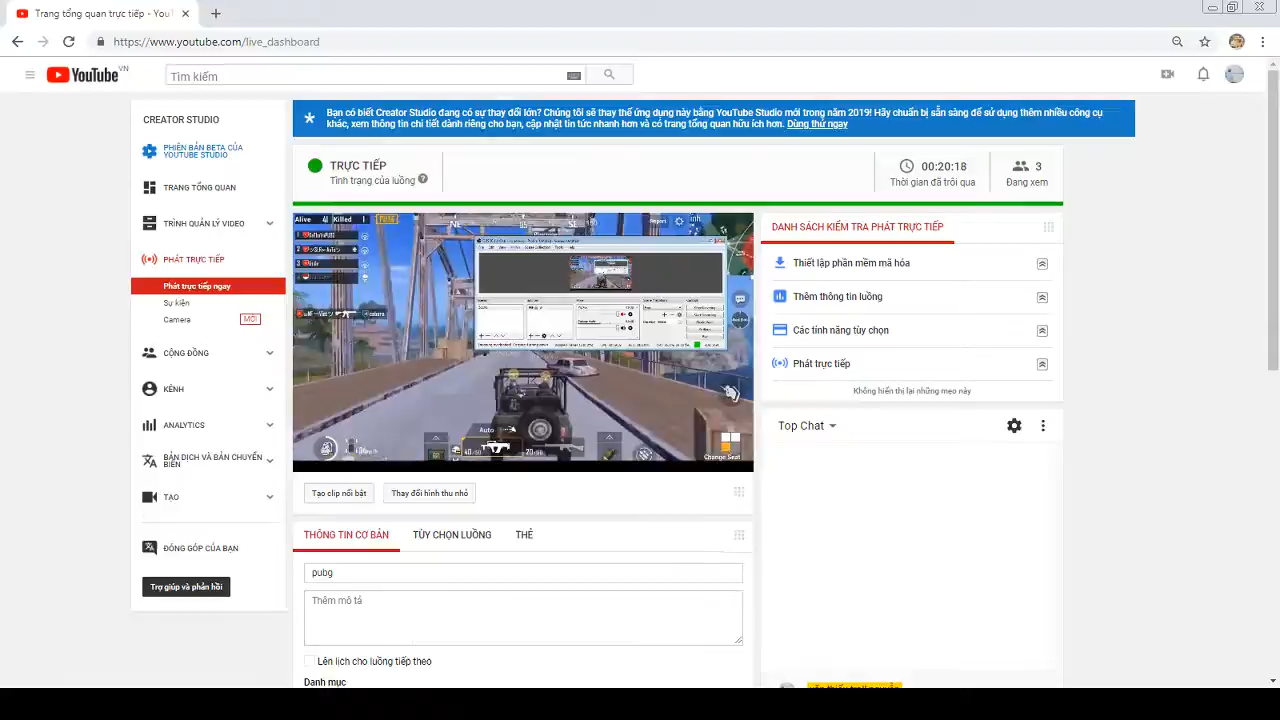 Trang tổng quan trực tiếp - YouT
https://www.youtube.com/live_dashboard
YouTube VN
Tìm kiếm
CREATOR STUDIO
PHIÊN BẢN BETA CỦA
YOUTUBE STUDIO
TRANG TỔNG QUAN
TRÌNH QUẢN LÝ VIDEO
PHÁT TRỰC TIẾP
Phát trực tiếp ngay
Sự kiện
Camera MỚI
CỘNG ĐỒNG
KÊNH
ANALYTICS
BẢN DỊCH VÀ BẢN CHUYỂN
BIÊN
TẠO
ĐÓNG GÓP CỦA BẠN
Trợ giúp và phản hồi
Bạn có biết Creator Studio đang có sự thay đổi lớn? Chúng tôi sẽ thay thế ứng dụng này bằng YouTube Studio mới trong năm 2019! Hãy chuẩn bị sẵn sàng để sử dụng thêm nhiều công cụ
khác, xem thông tin chi tiết dành riêng cho bạn, cập nhật tin tức nhanh hơn và có trang tổng quan hữu ích hơn. Dùng thử ngay
TRỰC TIẾP
Tình trạng của luồng
00:20:18
Thời gian đã trôi qua
3
Đang xem
Alive Killed
NE SE
Report
Auto
Change Seat
Tạo clip nổi bật
Thay đổi hình thu nhỏ
THÔNG TIN CƠ BẢN TÙY CHỌN LUỒNG THẺ
pubg
Thêm mô tả
Lên lịch cho luồng tiếp theo
Danh mục
DANH SÁCH KIỂM TRA PHÁT TRỰC TIẾP
Thiết lập phần mềm mã hóa
Thêm thông tin luồng
Các tính năng tùy chọn
Phát trực tiếp
Không hiển thị lại những mẹo này
Top Chat